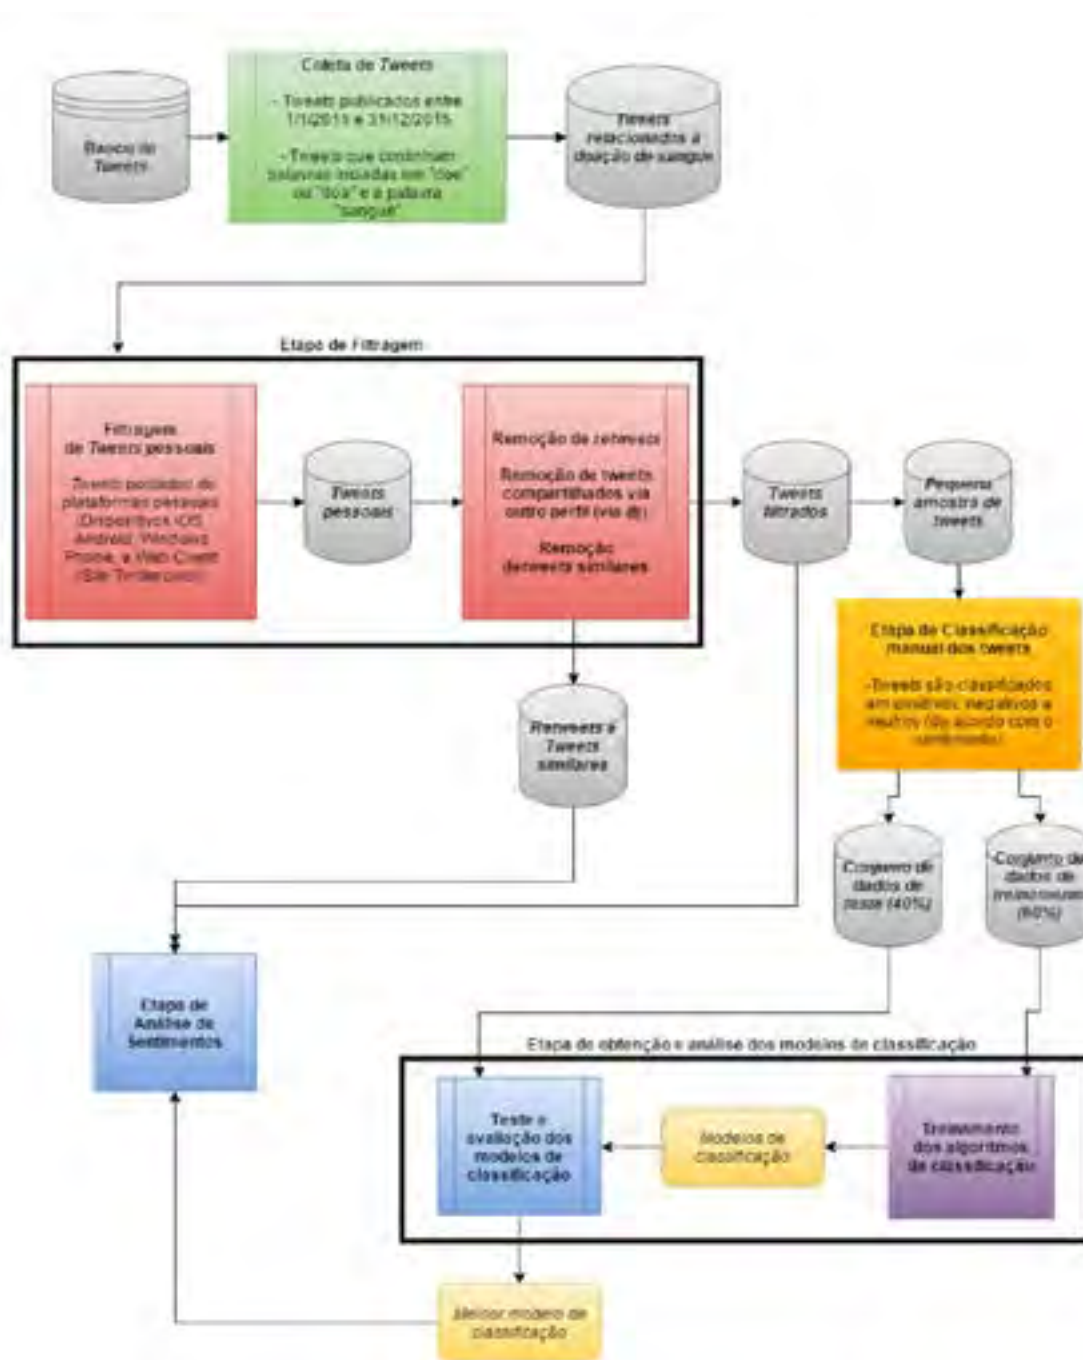 Coleta de Tweets
- Tweets publicados entre
1/1/2015 e 31/12/2015
- Tweets que continham
palavras iniciadas em "doe"
ou "doa" e a palavra
"sangue"
Banco de
Tweets
Tweets
relacionados a
doação de sangue
Etapa de Filtragem
Filtragem
de Tweets pessoais
-Tweets postados de
plataformas pessoais
(Dispositivos iOS,
Android, Windows
Phone, e Web Client
(Site Twitter.com))
Tweets
pessoais
Remoção de retweets
Remoção de tweets
compartilhados via
outro perfil (via @)
Remoção
detweets similares
Tweets
filtrados
Pequena
amostra de
tweets
Etapa de Classificação
manual dos tweets
-Tweets são classificados
em positivos, negativos e
neutros (de acordo com o
sentimento)
Retweets e
Tweets
similares
Conjunto de
dados de
teste (40%)
Conjunto de
dados de
treinamento
(60%)
Etapa de
Análise de
Sentimentos
Etapa de obtenção e análise dos modelos de classificação
Teste e
avaliação dos
modelos de
classificação
Modelos de
classificação
Treinamento
dos algoritmos
de classificação
Melhor modelo de
classificação